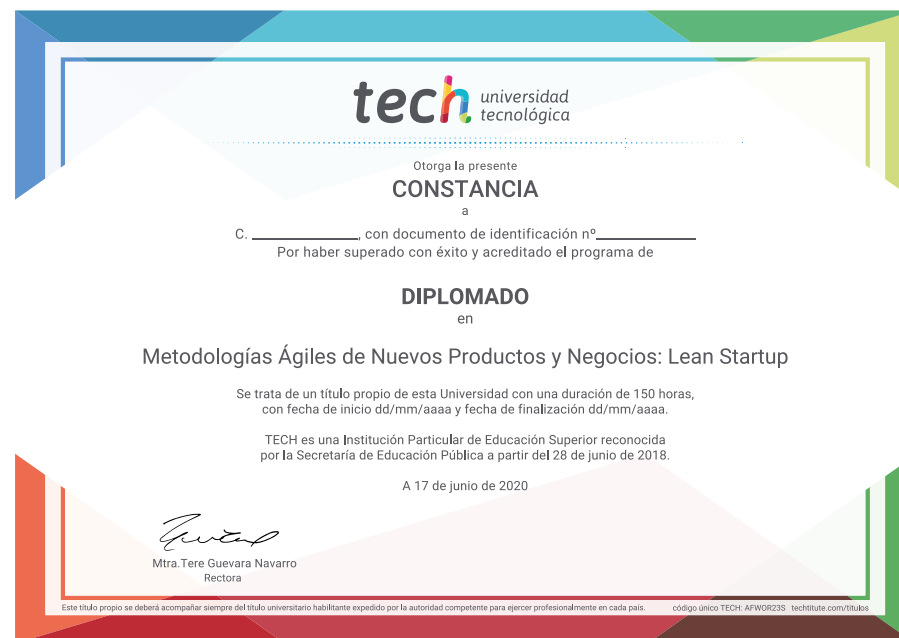 tech universidad
tecnológica
Otorga la presente
CONSTANCIA
a
C. ______________, con documento de identificación nº______________
Por haber superado con éxito y acreditado el programa de
DIPLOMADO
en
Metodologías Ágiles de Nuevos Productos y Negocios: Lean Startup
Se trata de un título propio de esta Universidad con una duración de 150 horas,
con fecha de inicio dd/mm/aaaa y fecha de finalización dd/mm/aaaa.
TECH es una Institución Particular de Educación Superior reconocida
por la Secretaría de Educación Pública a partir del 28 de junio de 2018.
A 17 de junio de 2020
Mtra.Tere Guevara Navarro
Rectora
Este título propio se deberá acompañar siempre del título universitario habilitante expedido por la autoridad competente para ejercer profesionalmente en cada país. código único TECH: AFWOR23S techtitute.com/títulos